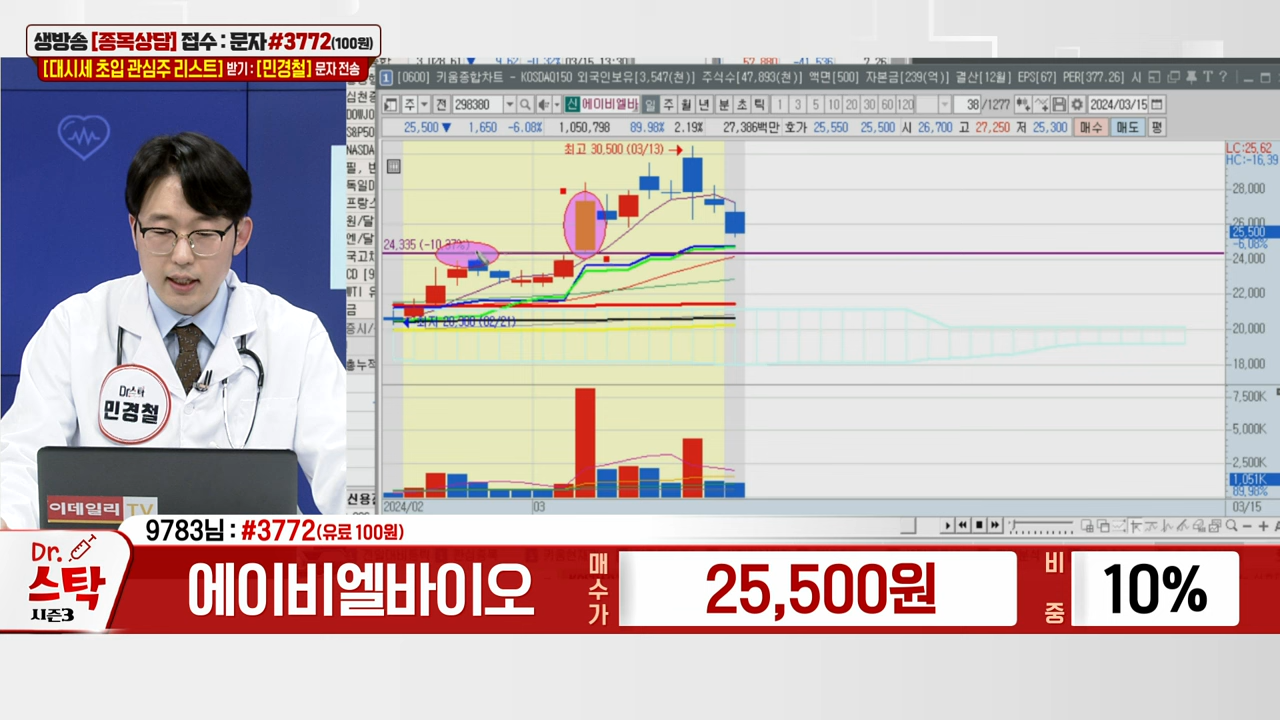 생방송 [종목상담] 접수 : 문자#3772(100원)
[대시세 초입 관심주 리스트] 받기 : [민경철] 문자 전송
[0600] 키움종합차트 - KOSDAQ150 외국인보유[3,547(천)] 주식수[47,893(천)] 액면[500] 자본금[239(억)] 결산[12월] EPS[67] PER[377.26]
주 전 298380 신 에이비엘바 일 주 월 년 분 초 틱 1 3 5 10 20 30 60 120 38 /1277 2024/03/15
25,500 ▼ 1,650 -6.08% 1,050,798 89.98% 2.19% 27,386백만 호가 25,550 25,500 시 26,700 고 27,250 저 25,300 매수 매도 평
최고 30,500 (03/13) →
LC:25.62
HC:-16.39
28,000
26,000
25,500
-6.08%
24,335 (-10.37%)
24,000
22,000
20,000
18,000
7,500K
5,000K
2,500K
1,051K
89.98%
2024/02
03
03/15
Dr.스탁
민경철
이데일리 TV
9783님 : #3772(유료 100원)
Dr.
스탁
시즌3
에이비엘바이오
매수가
25,500원
비중
10%